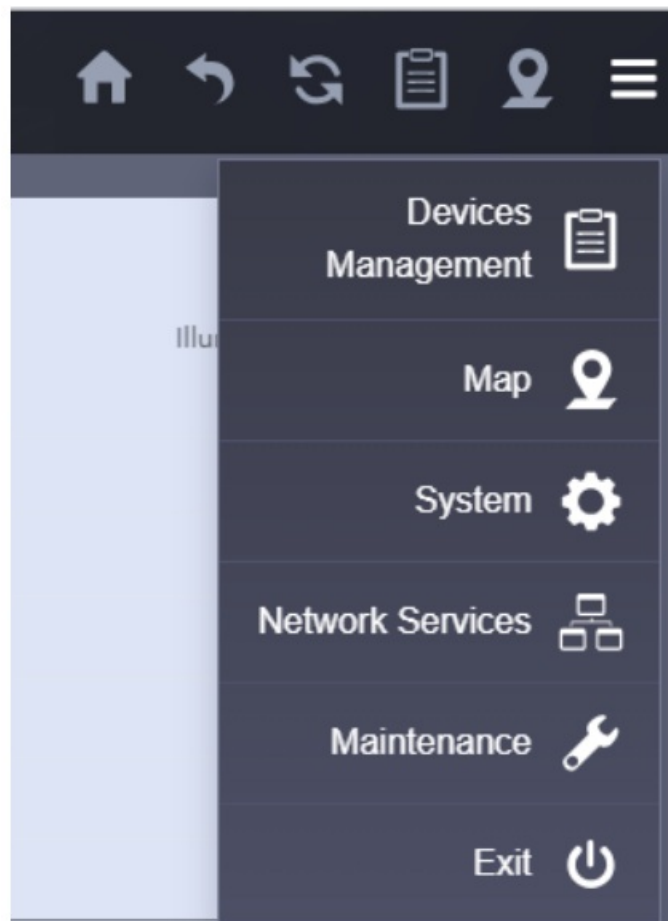 Devices
Management
Map
System
Network Services
Maintenance
Exit